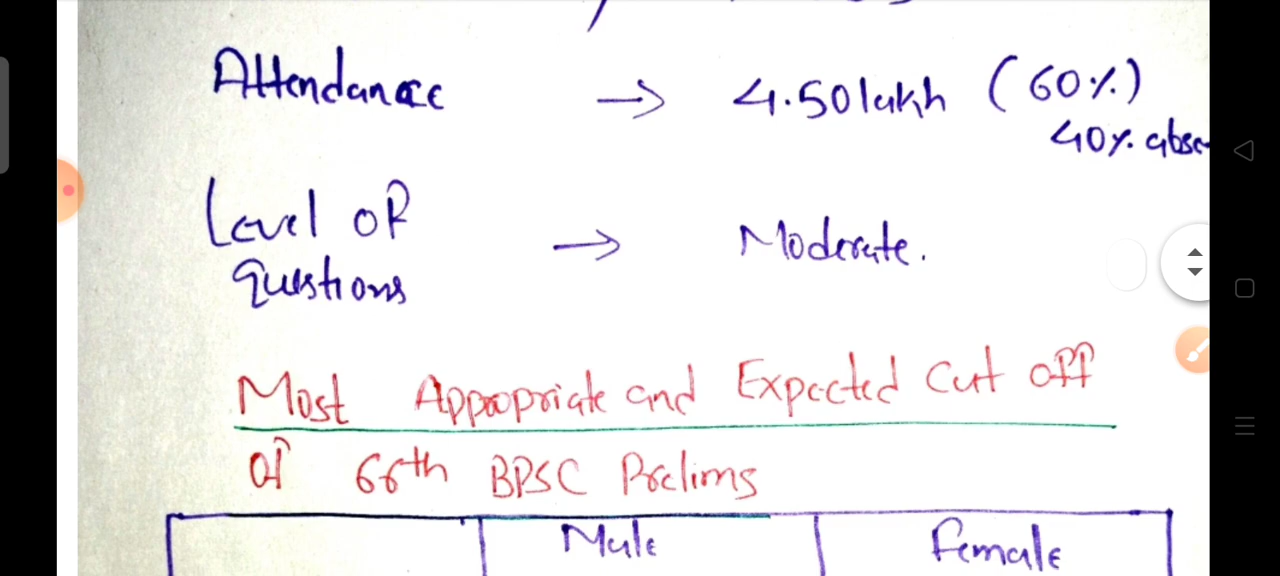 Attendance → 4.50 lakh (60%)
40% abse
Level of → Moderate.
questions
Most Appropriate and Expected Cut off
of 66th BPSC Prelims
Male Female